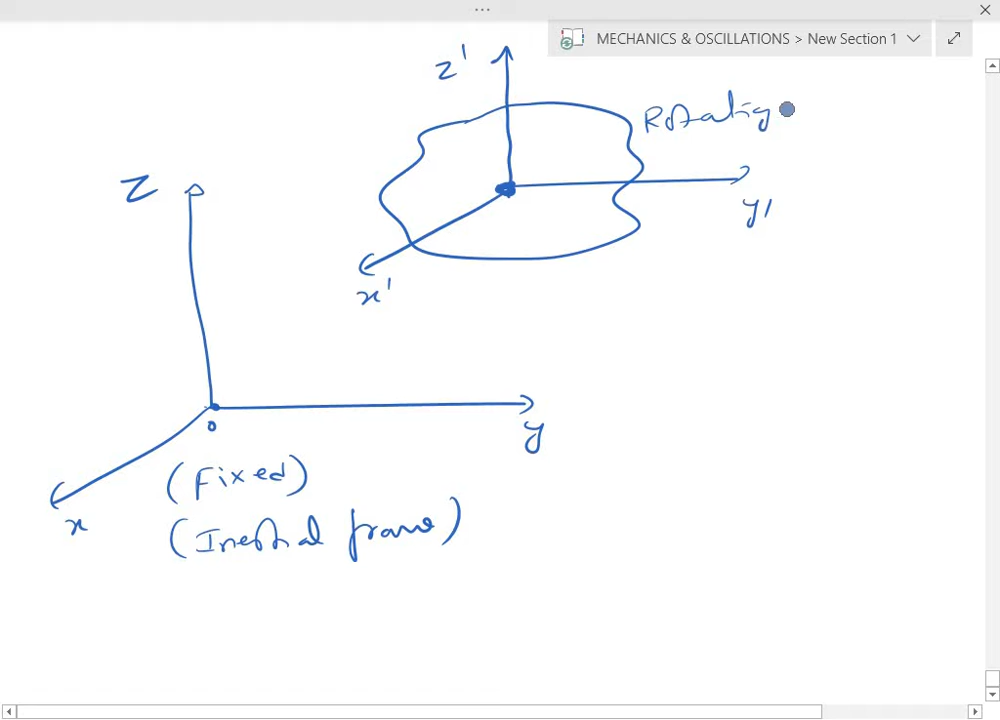 MECHANICS & OSCILLATIONS > New Section 1
z'
Rotating
Z
y'
x'
o
y
x
(Fixed)
(Inertial frame)